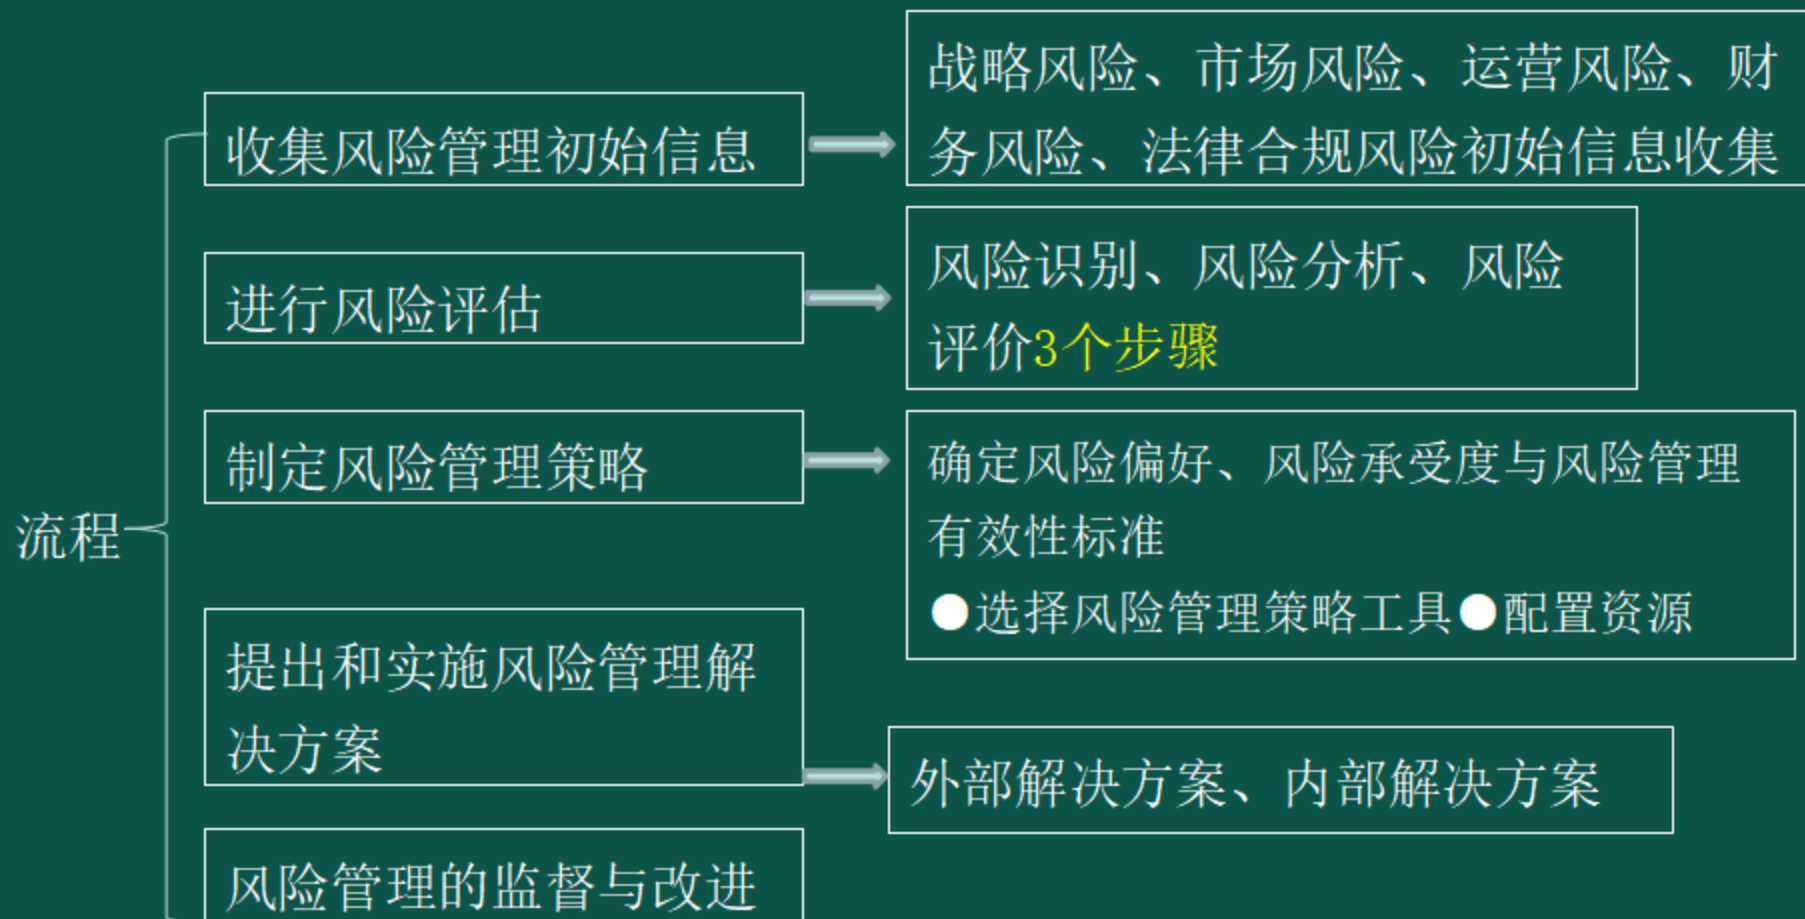 流程
收集风险管理初始信息
战略风险、市场风险、运营风险、财
务风险、法律合规风险初始信息收集
进行风险评估
风险识别、风险分析、风险
评价3个步骤
制定风险管理策略
确定风险偏好、风险承受度与风险管理
有效性标准
●选择风险管理策略工具●配置资源
提出和实施风险管理解
决方案
外部解决方案、内部解决方案
风险管理的监督与改进